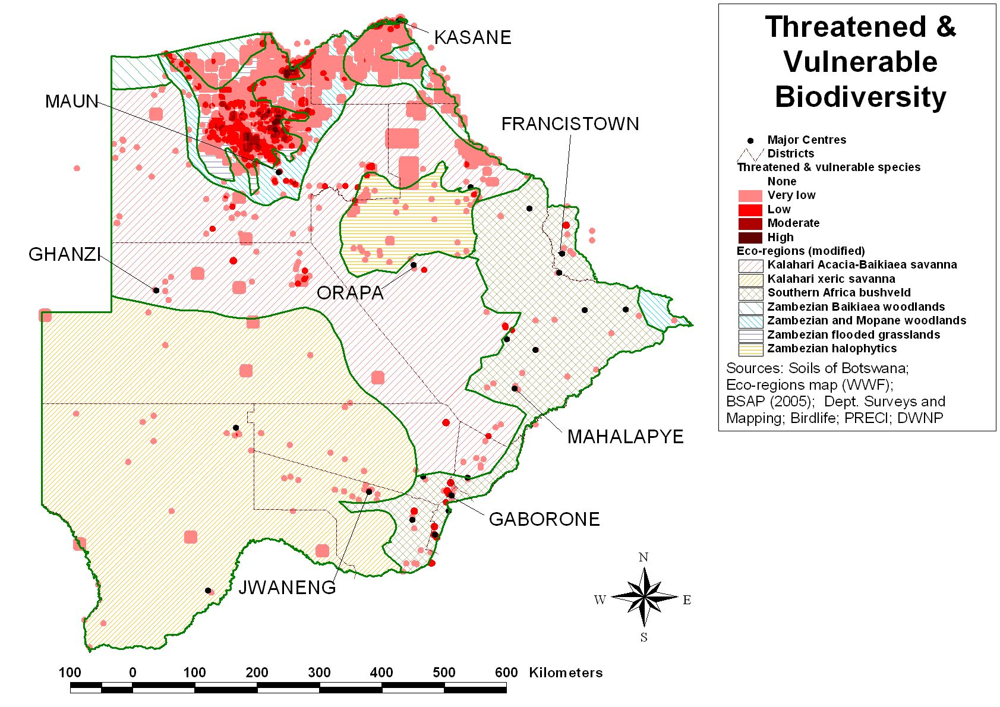 Threatened &
Vulnerable
Biodiversity
KASANE
MAUN
FRANCISTOWN
GHANZI
ORAPA
MAHALAPYE
GABORONE
JWANENG
Major Centres
Districts
Threatened & vulnerable species
None
Very low
Low
Moderate
High
Eco-regions (modified)
Kalahari Acacia-Baikiaea savanna
Kalahari xeric savanna
Southern Africa bushveld
Zambezian Baikiaea woodlands
Zambezian and Mopane woodlands
Zambezian flooded grasslands
Zambezian halophytics
Sources: Soils of Botswana;
Eco-regions map (WWF);
BSAP (2005); Dept. Surveys and
Mapping; Birdlife; PRECI; DWNP
N
W E
S
100 0 100 200 300 400 500 600 Kilometers